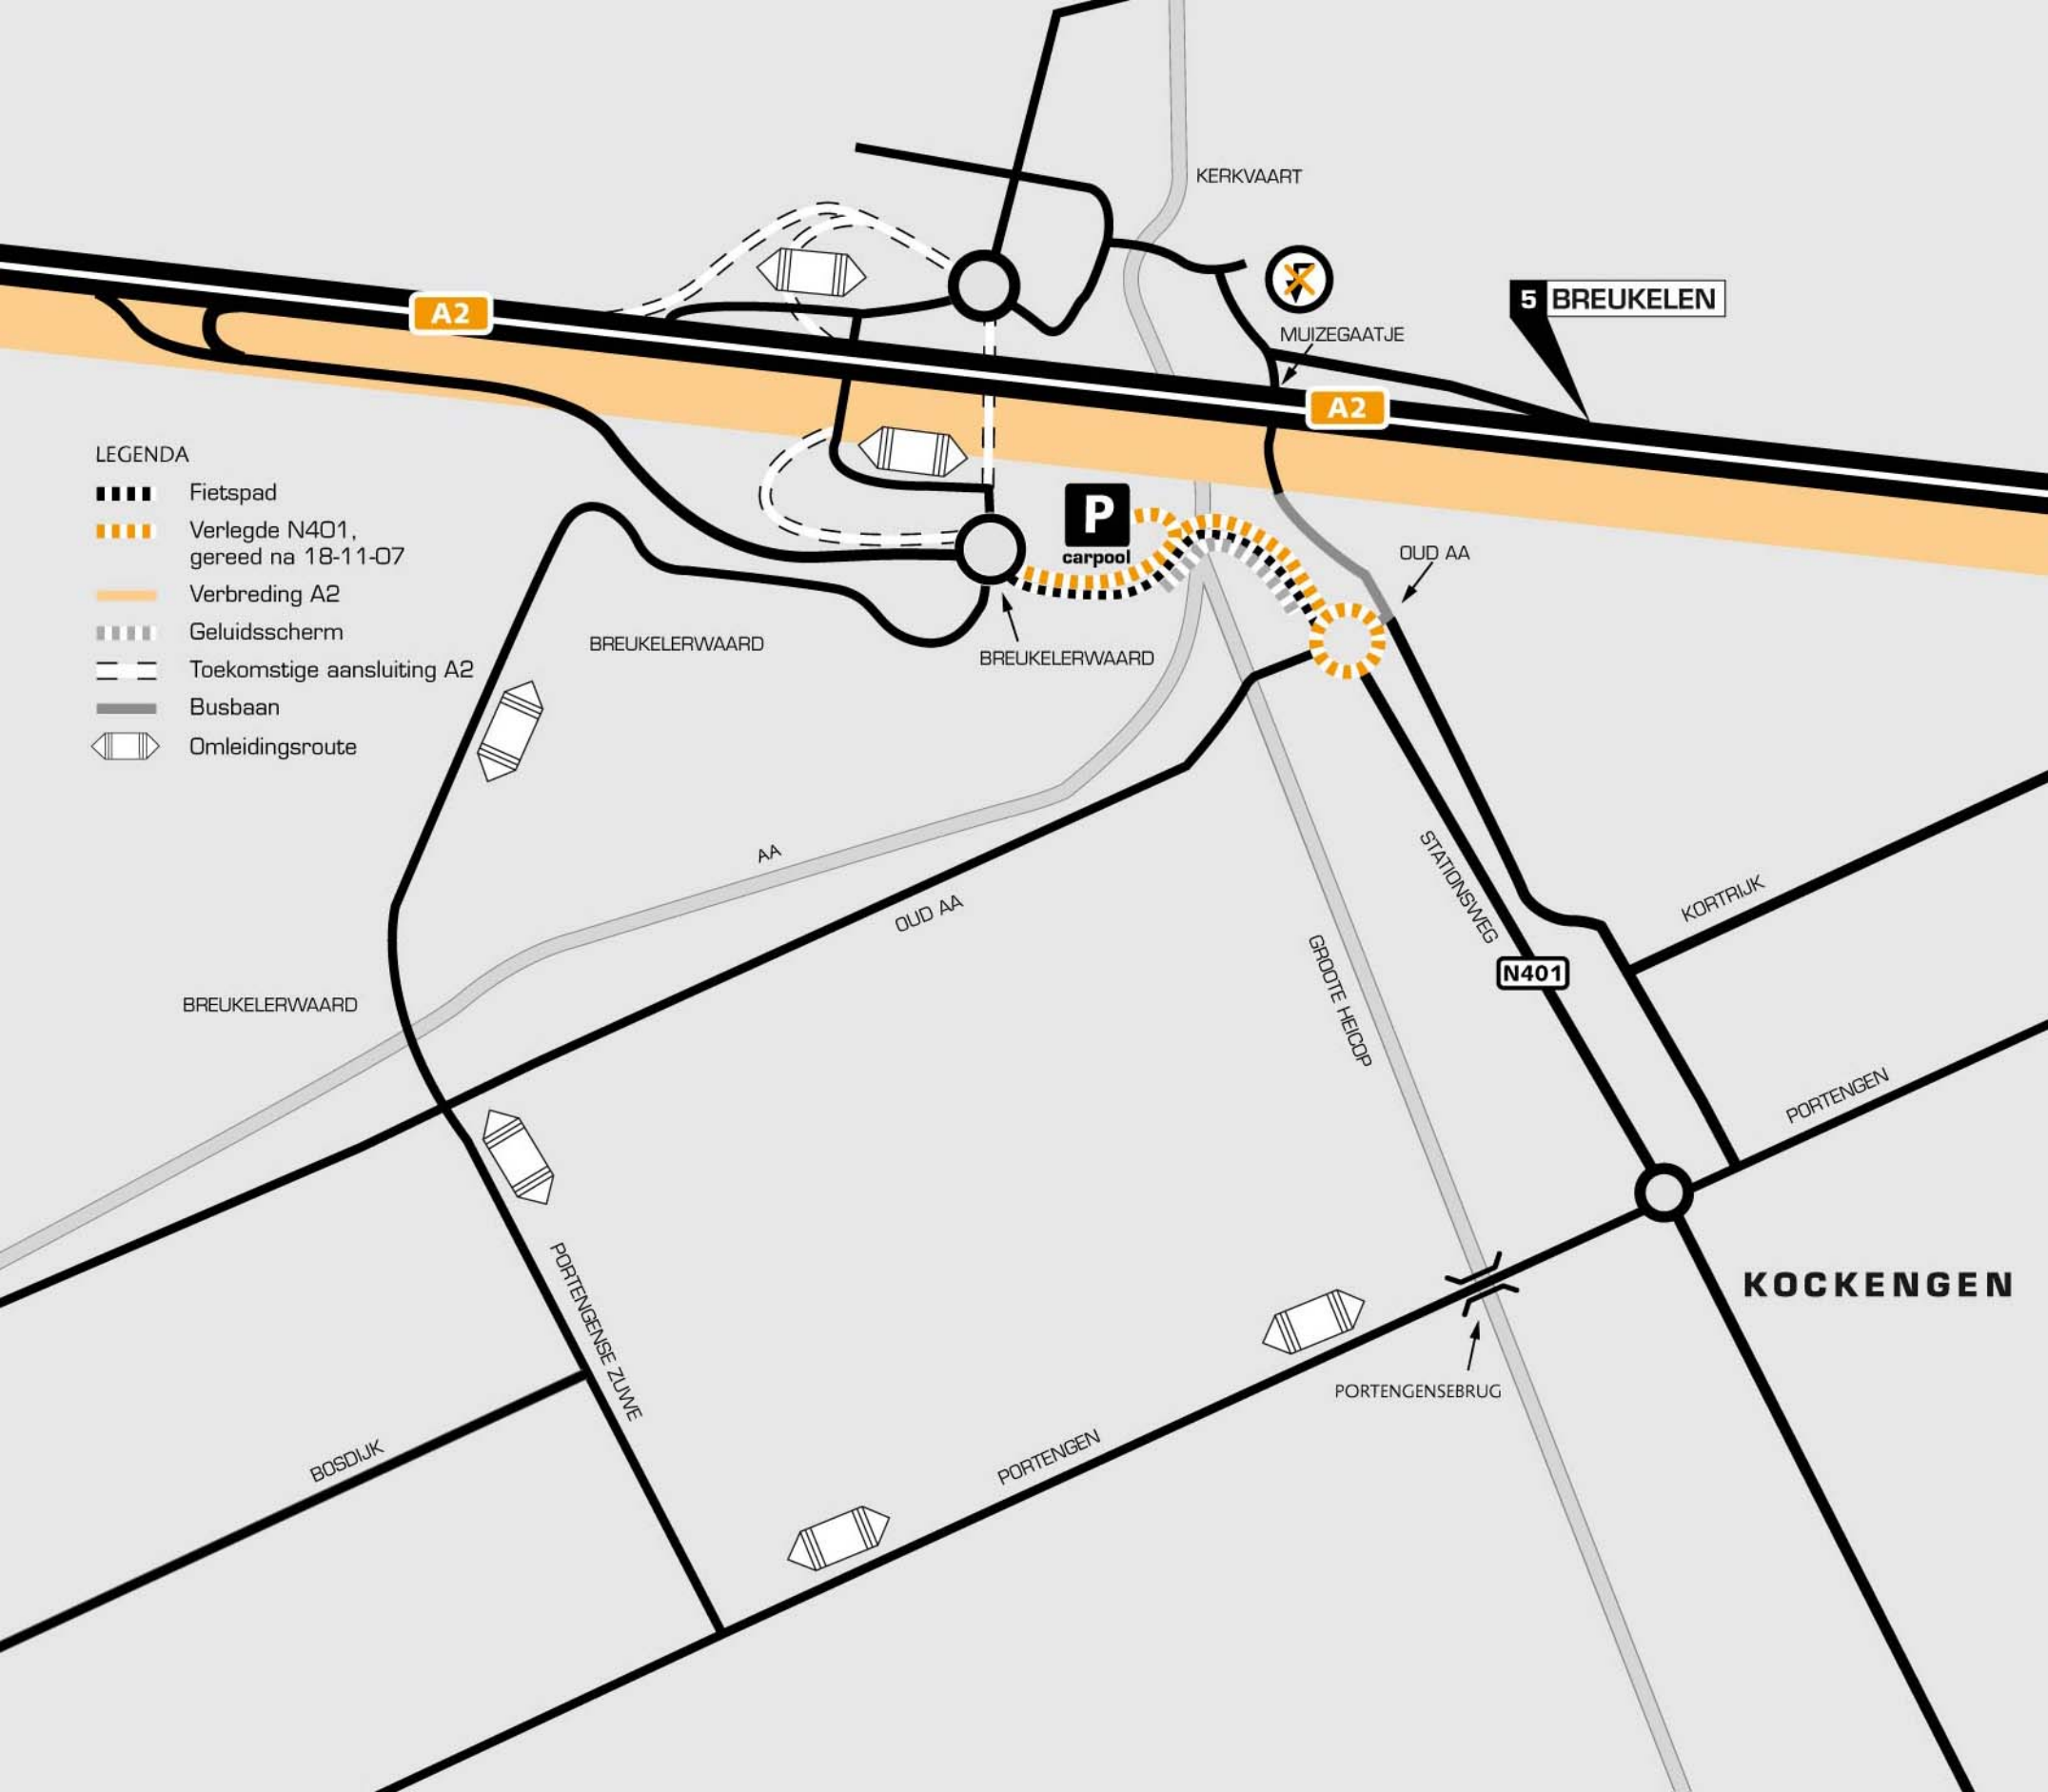 KERKVAART
5 BREUKELEN
A2
MUIZEGAATJE
A2
LEGENDA
Fietspad
Verlegde N401,
gereed na 18-11-07
Verbreding A2
Geluidsscherm
Toekomstige aansluiting A2
Busbaan
Omleidingsroute
P
carpool
OUD AA
BREUKELERWAARD
BREUKELERWAARD
AA
OUD AA
STATIONSWEG
KORTRIJK
GROOTE HEICOP
N401
BREUKELERWAARD
PORTENGEN
PORTENGENSE ZUWE
KOCKENGEN
PORTENGENSEBRUG
BOSDIJK
PORTENGEN